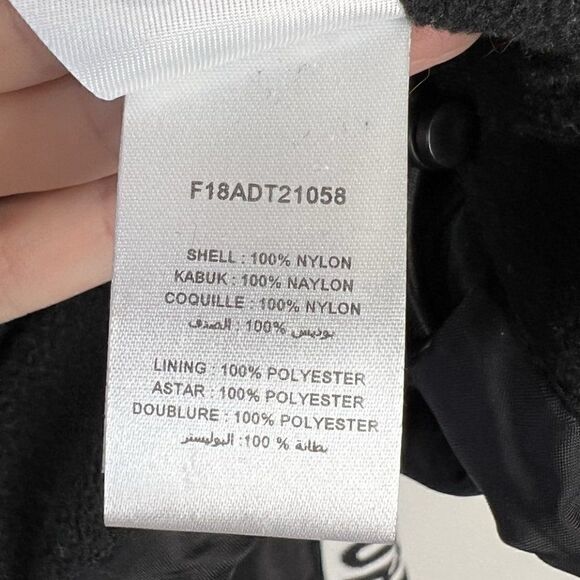 F18ADT21058
SHELL : 100% NYLON
KABUK : 100% NAYLON
COQUILLE : 100% NYLON
بوديس %100 : الصدف
LINING : 100% POLYESTER
ASTAR : 100% POLYESTER
DOUBLURE : 100% POLYESTER
بطانة % 100: البوليستر